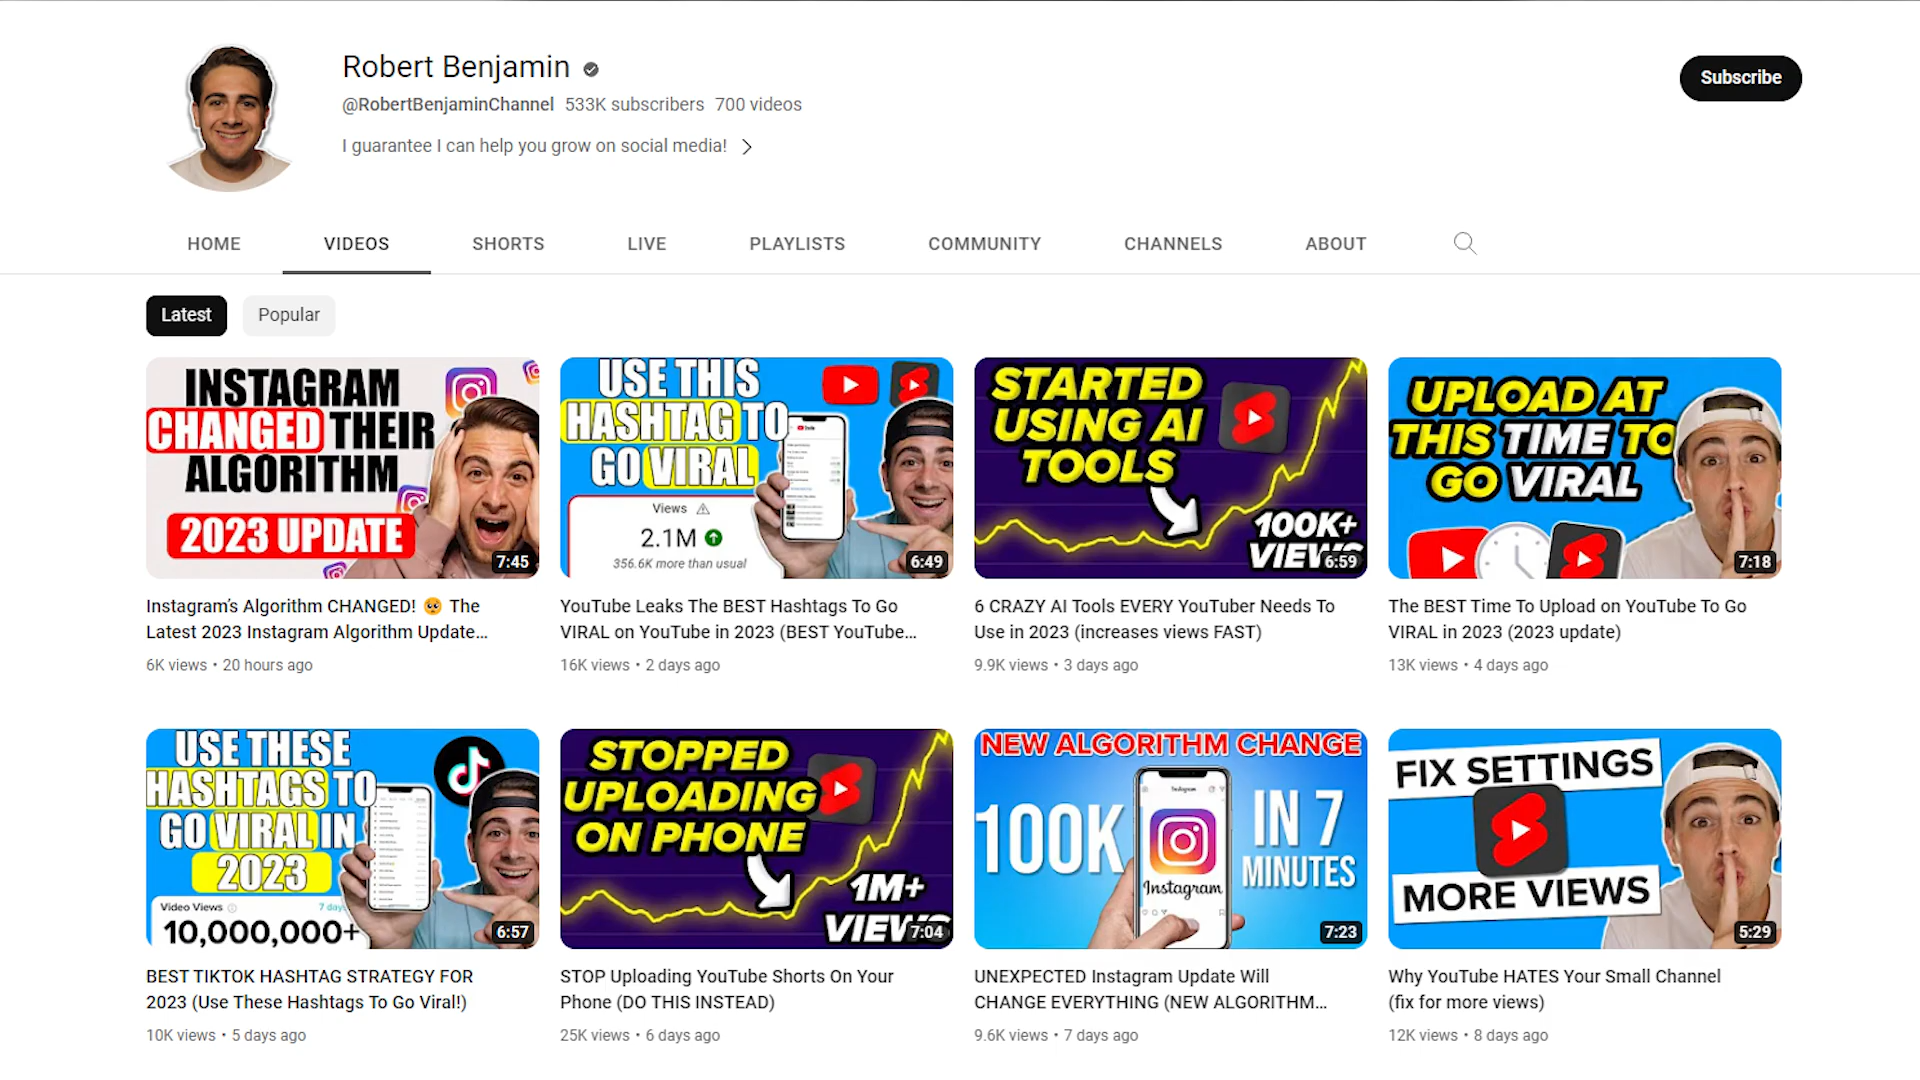 Robert Benjamin
@RobertBenjaminChannel 533K subscribers 700 videos
I guarantee I can help you grow on social media!
Subscribe
HOME VIDEOS SHORTS LIVE PLAYLISTS COMMUNITY CHANNELS ABOUT
Latest Popular
INSTAGRAM
CHANGED THEIR
ALGORITHM
2023 UPDATE
7:45
Instagram’s Algorithm CHANGED! 🥺 The
Latest 2023 Instagram Algorithm Update…
6K views • 20 hours ago
USE THIS
HASHTAG TO
GO VIRAL
Views
2.1M
356.6K more than usual
6:49
YouTube Leaks The BEST Hashtags To Go
VIRAL on YouTube in 2023 (BEST YouTube…
16K views • 2 days ago
STARTED
USING AI
TOOLS
100K+
VIEWS
6:59
6 CRAZY AI Tools EVERY YouTuber Needs To
Use in 2023 (increases views FAST)
9.9K views • 3 days ago
UPLOAD AT
THIS TIME TO
GO VIRAL
7:18
The BEST Time To Upload on YouTube To Go
VIRAL in 2023 (2023 update)
13K views • 4 days ago
USE THESE
HASHTAGS TO
GO VIRAL IN
2023
Video Views 7 days
10,000,000+
6:57
BEST TIKTOK HASHTAG STRATEGY FOR
2023 (Use These Hashtags To Go Viral!)
10K views • 5 days ago
STOPPED
UPLOADING
ON PHONE
1M+
VIEWS
7:04
STOP Uploading YouTube Shorts On Your
Phone (DO THIS INSTEAD)
25K views • 6 days ago
NEW ALGORITHM CHANGE
100K
Instagram
Instagram
IN 7
MINUTES
7:23
UNEXPECTED Instagram Update Will
CHANGE EVERYTHING (NEW ALGORITHM…
9.6K views • 7 days ago
FIX SETTINGS
MORE VIEWS
5:29
Why YouTube HATES Your Small Channel
(fix for more views)
12K views • 8 days ago